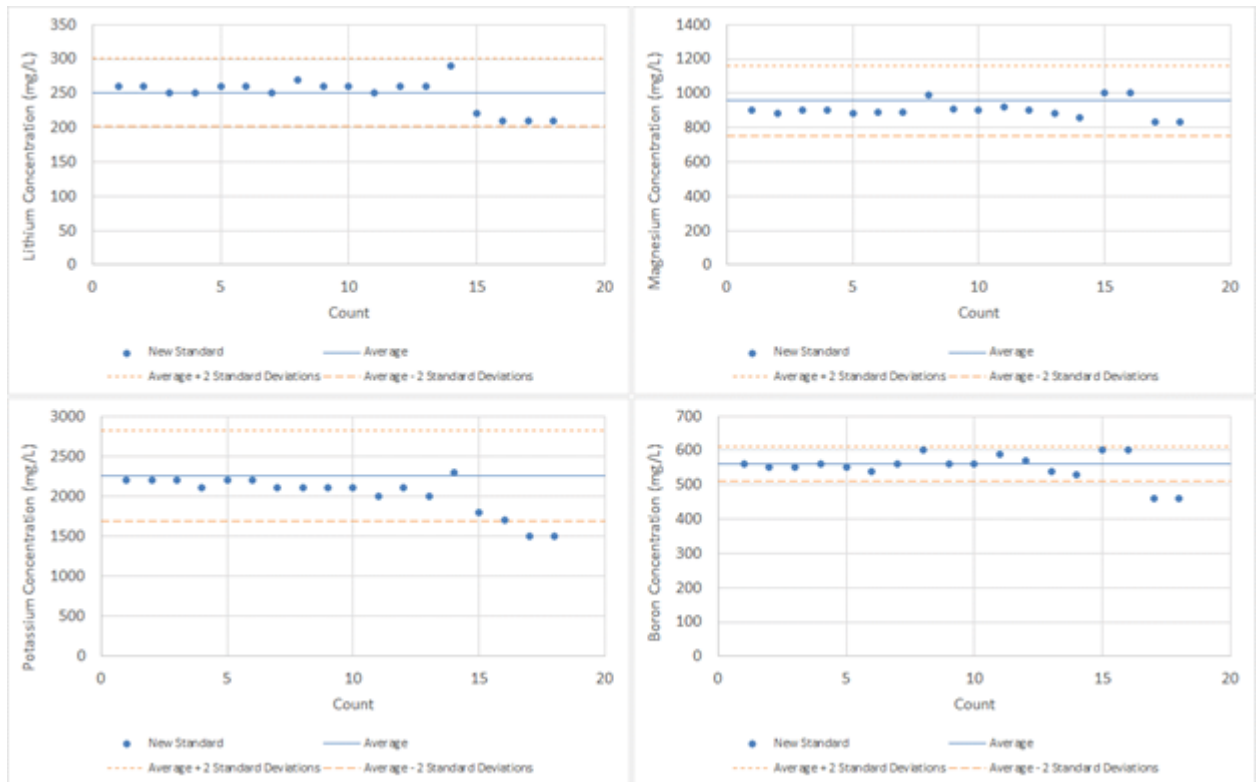 Lithium Concentration (mg/L)
350
300
250
200
150
100
50
0
0 5 10 15 20
Count
New Standard Average
Average + 2 Standard Deviations Average - 2 Standard Deviations
Magnesium Concentration (mg/L)
1400
1200
1000
800
600
400
200
0
0 5 10 15 20
Count
New Standard Average
Average + 2 Standard Deviations Average - 2 Standard Deviations
Potassium Concentration (mg/L)
3000
2500
2000
1500
1000
500
0
0 5 10 15 20
Count
New Standard Average
Average + 2 Standard Deviations Average - 2 Standard Deviations
Boron Concentration (mg/L)
700
600
500
400
300
200
100
0
0 5 10 15 20
Count
New Standard Average
Average + 2 Standard Deviations Average - 2 Standard Deviations